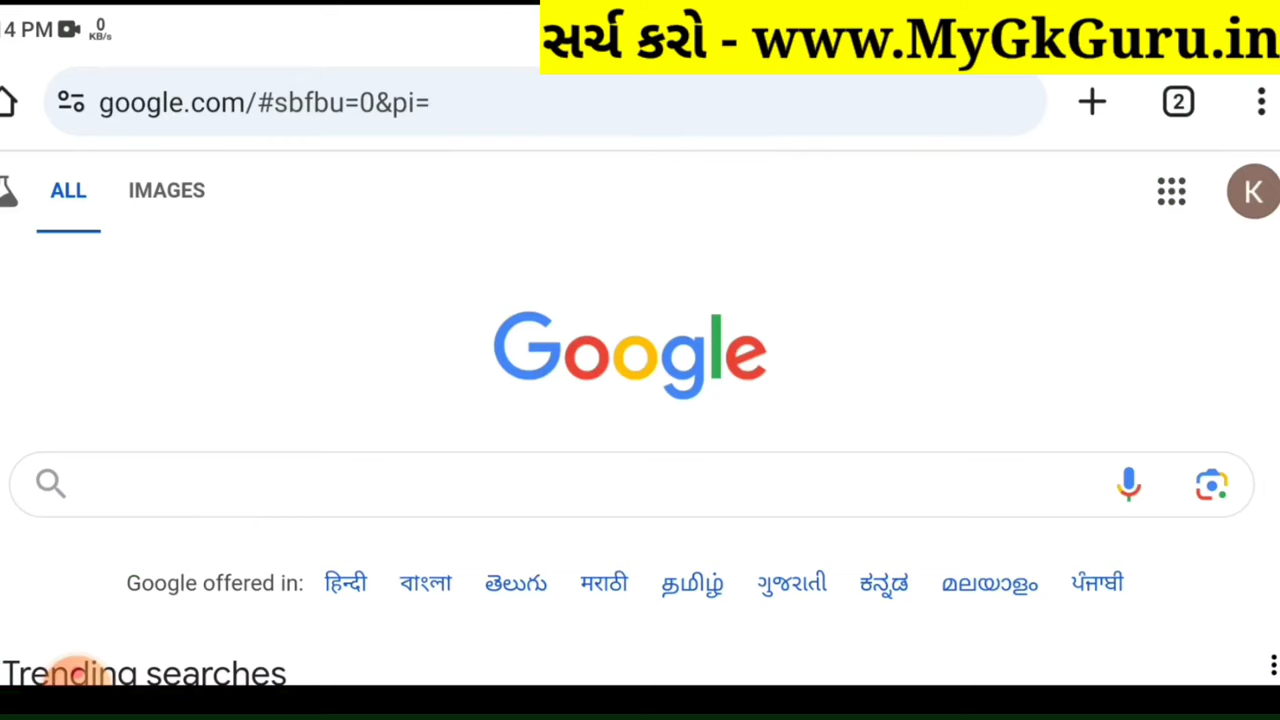 14 PM 0 KB/s
સર્ચ કરો - www.MyGkGuru.in
google.com/#sbfbu=0&pi=
2
ALL IMAGES
K
Google
Google offered in: हिन्दी বাংলা తెలుగు मराठी தமிழ் ગુજરાતી ಕನ್ನಡ മലയാളം ਪੰਜਾਬੀ
Trending searches